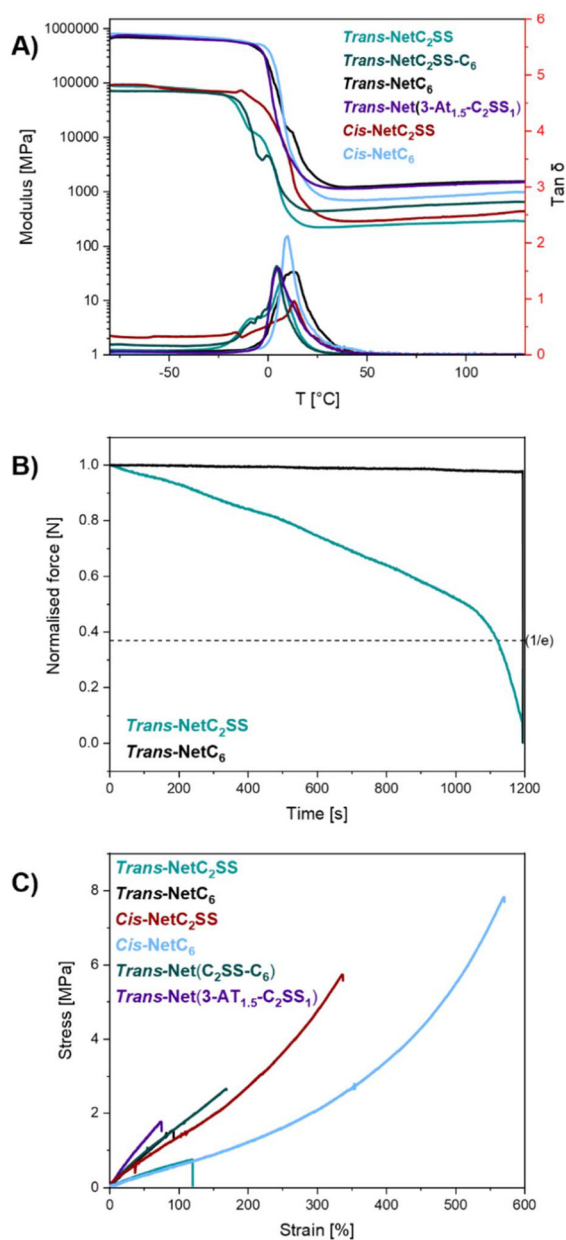 A)
Trans-NetC₂SS
Trans-NetC₂SS-C₆
Trans-NetC₆
Trans-Net(3-At₁.₅-C₂SS₁)
Cis-NetC₂SS
Cis-NetC₆
Modulus [MPa]
1000000
100000
10000
1000
100
10
1
Tan δ
6
5
4
3
2
1
0
-50 0 50 100
T [°C]
B)
Normalised force [N]
1.0
0.8
0.6
0.4
0.2
0.0
(1/e)
Trans-NetC₂SS
Trans-NetC₆
0 200 400 600 800 1000 1200
Time [s]
C)
Trans-NetC₂SS
Trans-NetC₆
Cis-NetC₂SS
Cis-NetC₆
Trans-Net(C₂SS-C₆)
Trans-Net(3-AT₁.₅-C₂SS₁)
Stress [MPa]
8
6
4
2
0
0 100 200 300 400 500 600
Strain [%]